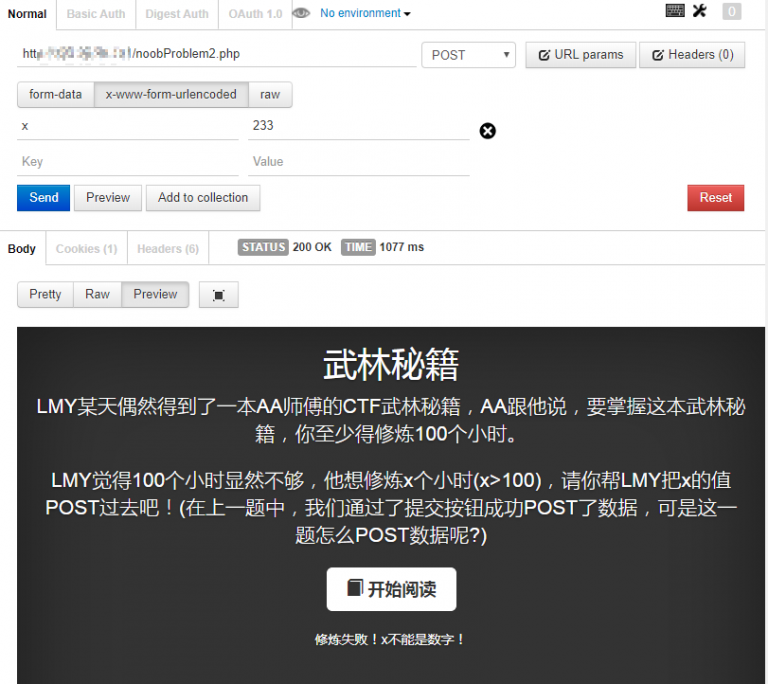 Normal Basic Auth Digest Auth OAuth 1.0 No environment 0
/noobProblem2.php POST URL params Headers (0)
form-data x-www-form-urlencoded raw
x 233
Key Value
Send Preview Add to collection Reset
Body Cookies (1) Headers (6) STATUS 200 OK TIME 1077 ms
Pretty Raw Preview
武林秘籍
LMY某天偶然得到了一本AA师傅的CTF武林秘籍，AA跟他说，要掌握这本武林秘
籍，你至少得修炼100个小时。
LMY觉得100个小时显然不够，他想修炼x个小时(x>100)，请你帮LMY把x的值
POST过去吧！(在上一题中，我们通过了提交按钮成功POST了数据，可是这一
题怎么POST数据呢?)
开始阅读
修炼失败！x不能是数字！